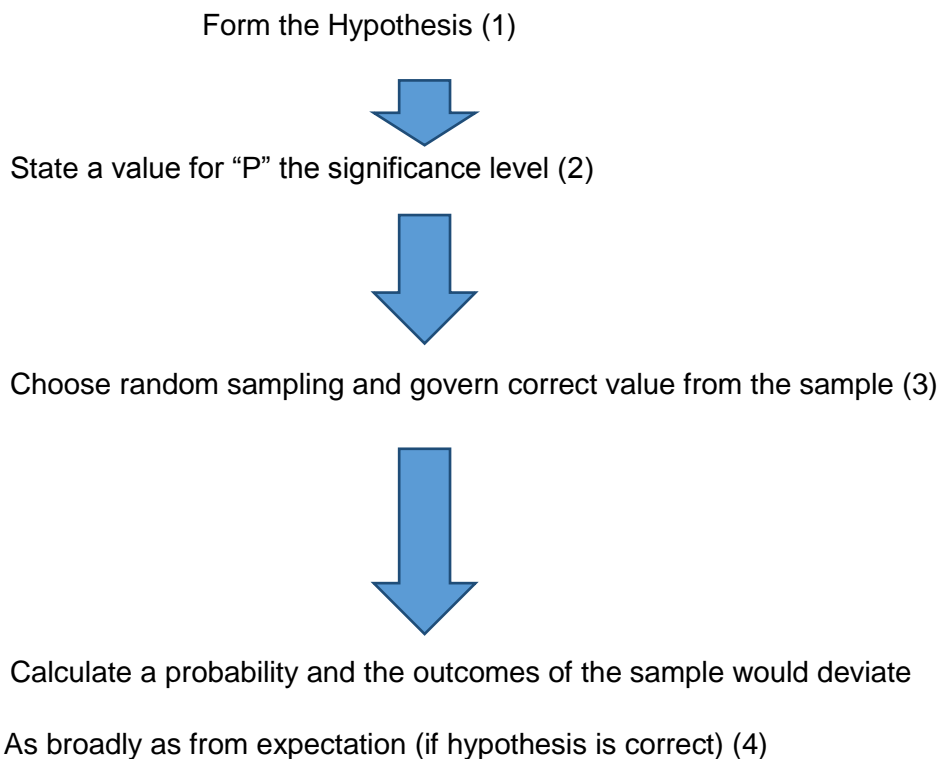 Form the Hypothesis (1)
State a value for “P” the significance level (2)
Choose random sampling and govern correct value from the sample (3)
Calculate a probability and the outcomes of the sample would deviate
As broadly as from expectation (if hypothesis is correct) (4)